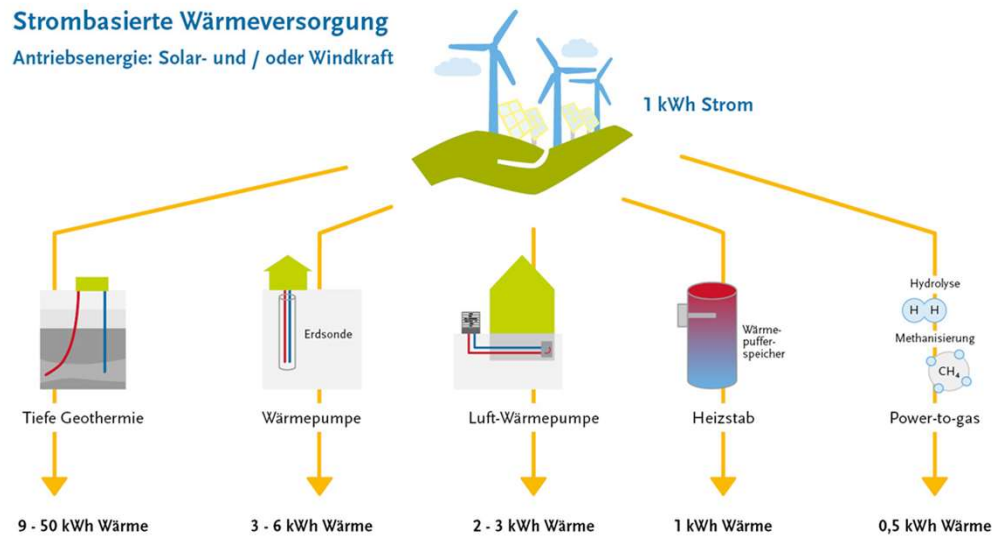 Strombasierte Wärmeversorgung
Antriebsenergie: Solar- und / oder Windkraft
1 kWh Strom
Erdsonde
Wärme-
puffer-
speicher
Hydrolyse
H H
Methanisierung
CH₄
Tiefe Geothermie
Wärmepumpe
Luft-Wärmepumpe
Heizstab
Power-to-gas
9 - 50 kWh Wärme
3 - 6 kWh Wärme
2 - 3 kWh Wärme
1 kWh Wärme
0,5 kWh Wärme